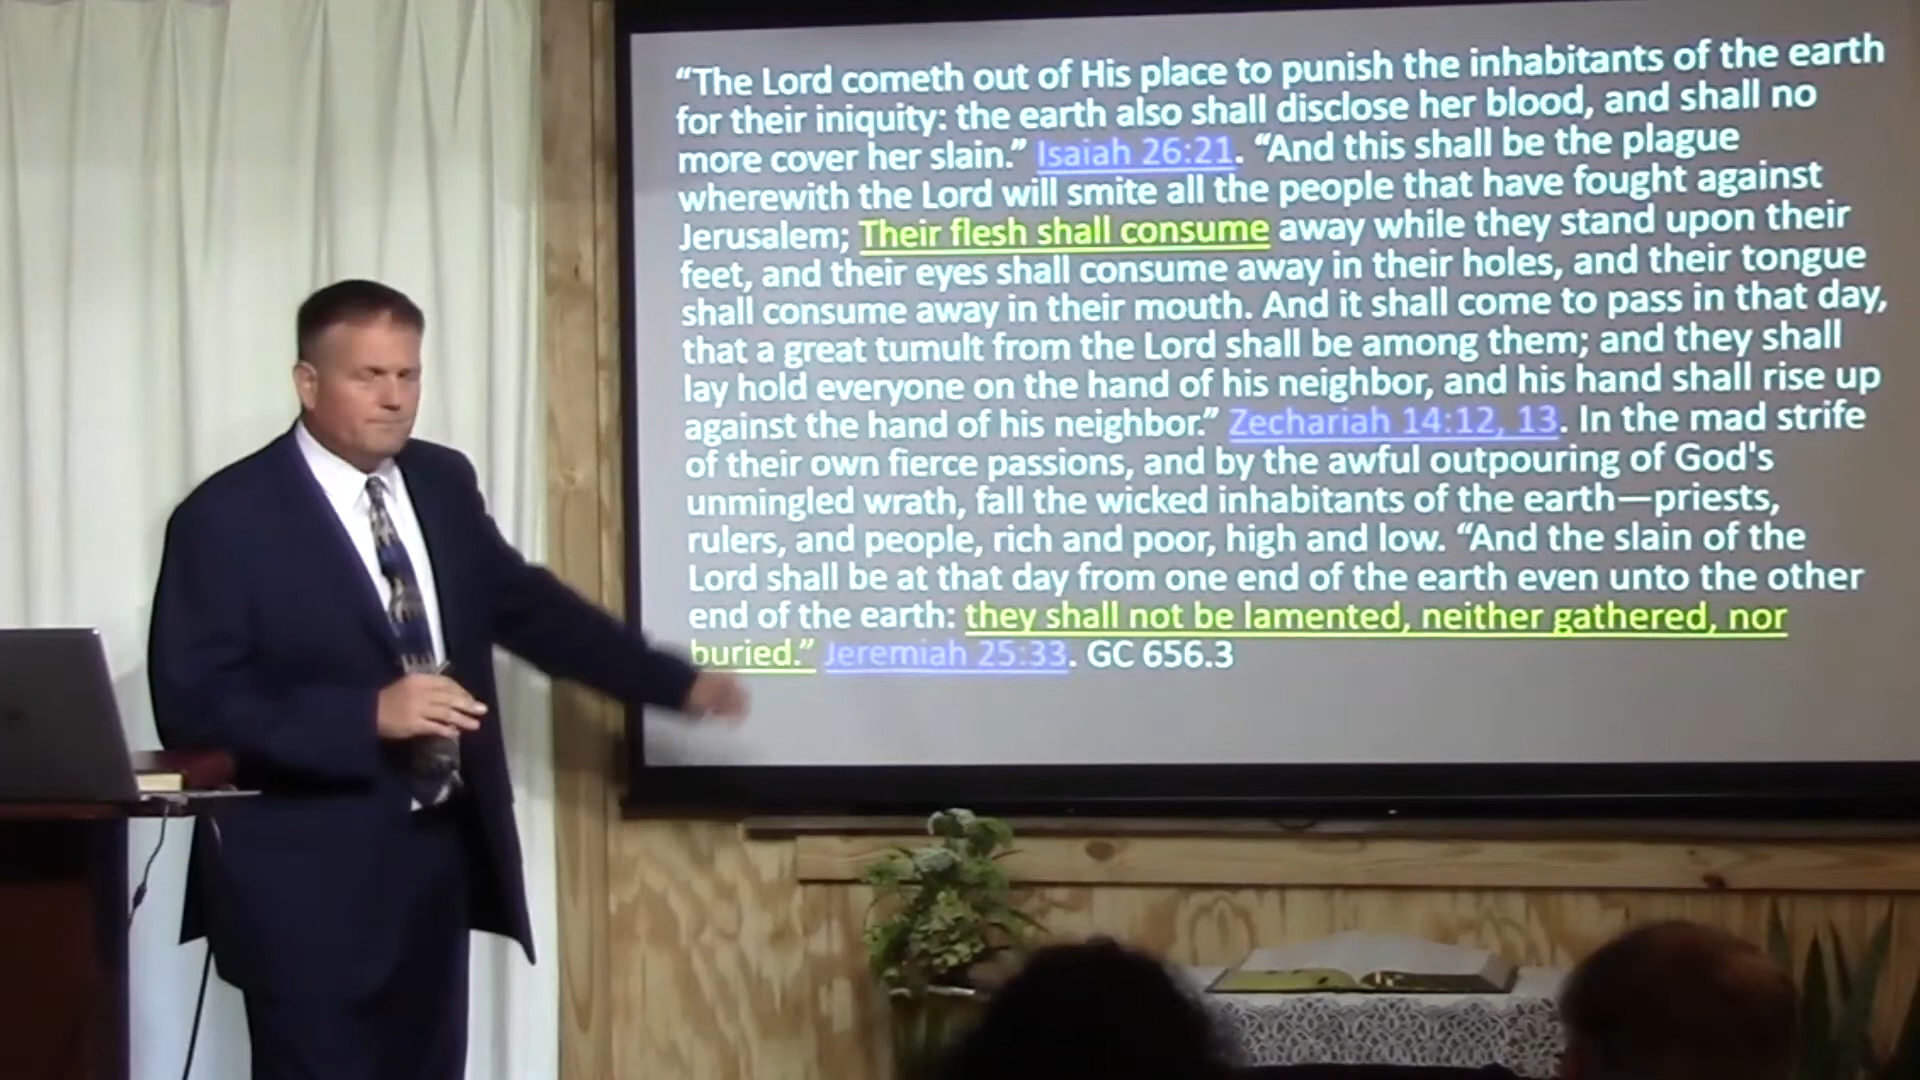 “The Lord cometh out of His place to punish the inhabitants of the earth
for their iniquity: the earth also shall disclose her blood, and shall no
more cover her slain.” Isaiah 26:21. “And this shall be the plague
wherewith the Lord will smite all the people that have fought against
Jerusalem; Their flesh shall consume away while they stand upon their
feet, and their eyes shall consume away in their holes, and their tongue
shall consume away in their mouth. And it shall come to pass in that day,
that a great tumult from the Lord shall be among them; and they shall
lay hold everyone on the hand of his neighbor, and his hand shall rise up
against the hand of his neighbor.” Zechariah 14:12, 13. In the mad strife
of their own fierce passions, and by the awful outpouring of God's
unmingled wrath, fall the wicked inhabitants of the earth—priests,
rulers, and people, rich and poor, high and low. “And the slain of the
Lord shall be at that day from one end of the earth even unto the other
end of the earth: they shall not be lamented, neither gathered, nor
buried.” Jeremiah 25:33. GC 656.3